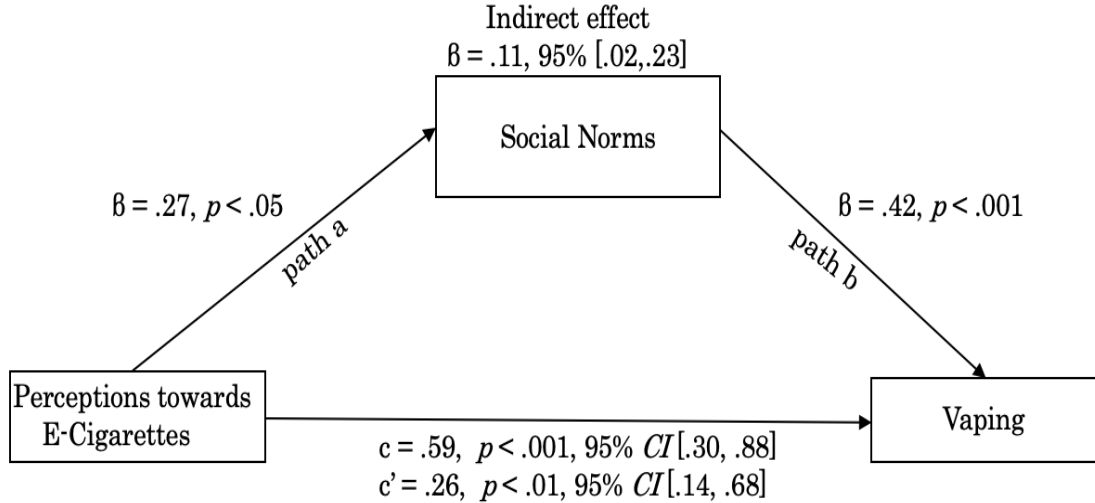 Indirect effect
β = .11, 95% [.02,.23]
Social Norms
β = .27, p < .05
path a
β = .42, p < .001
path b
Perceptions towards
E-Cigarettes
Vaping
c = .59, p < .001, 95% CI [.30, .88]
c’ = .26, p < .01, 95% CI [.14, .68]